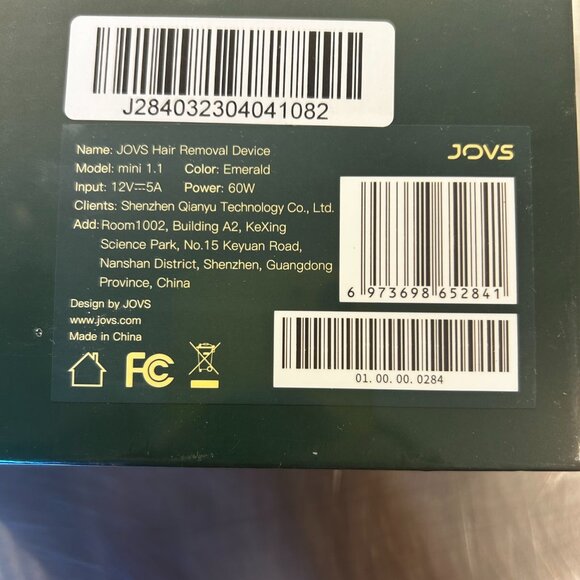 J284032304041082
Name: JOVS Hair Removal Device
JOVS
Model: mini 1.1 Color: Emerald
Input: 12V⎓5A Power: 60W
Clients: Shenzhen Qianyu Technology Co., Ltd.
Add: Room1002, Building A2, KeXing
Science Park, No.15 Keyuan Road,
Nanshan District, Shenzhen, Guangdong
Province, China
6 973698 652841
Design by JOVS
www.jovs.com
Made in China
FC
01. 00. 00. 0284